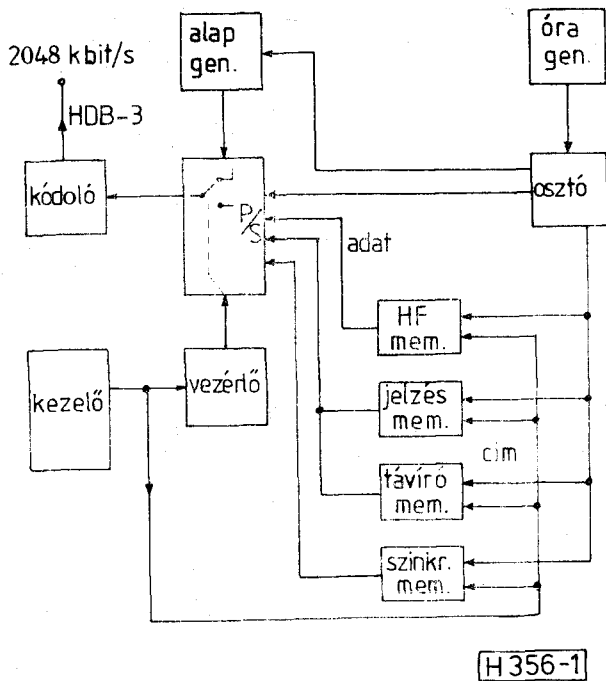 2048 kbit/s
HDB-3
alap
gen.
óra
gen.
kódoló
P/S
osztó
adat
HF
mem.
kezelő
vezérlő
jelzés
mem.
cím
távíró
mem.
szinkr.
mem.
H 356-1